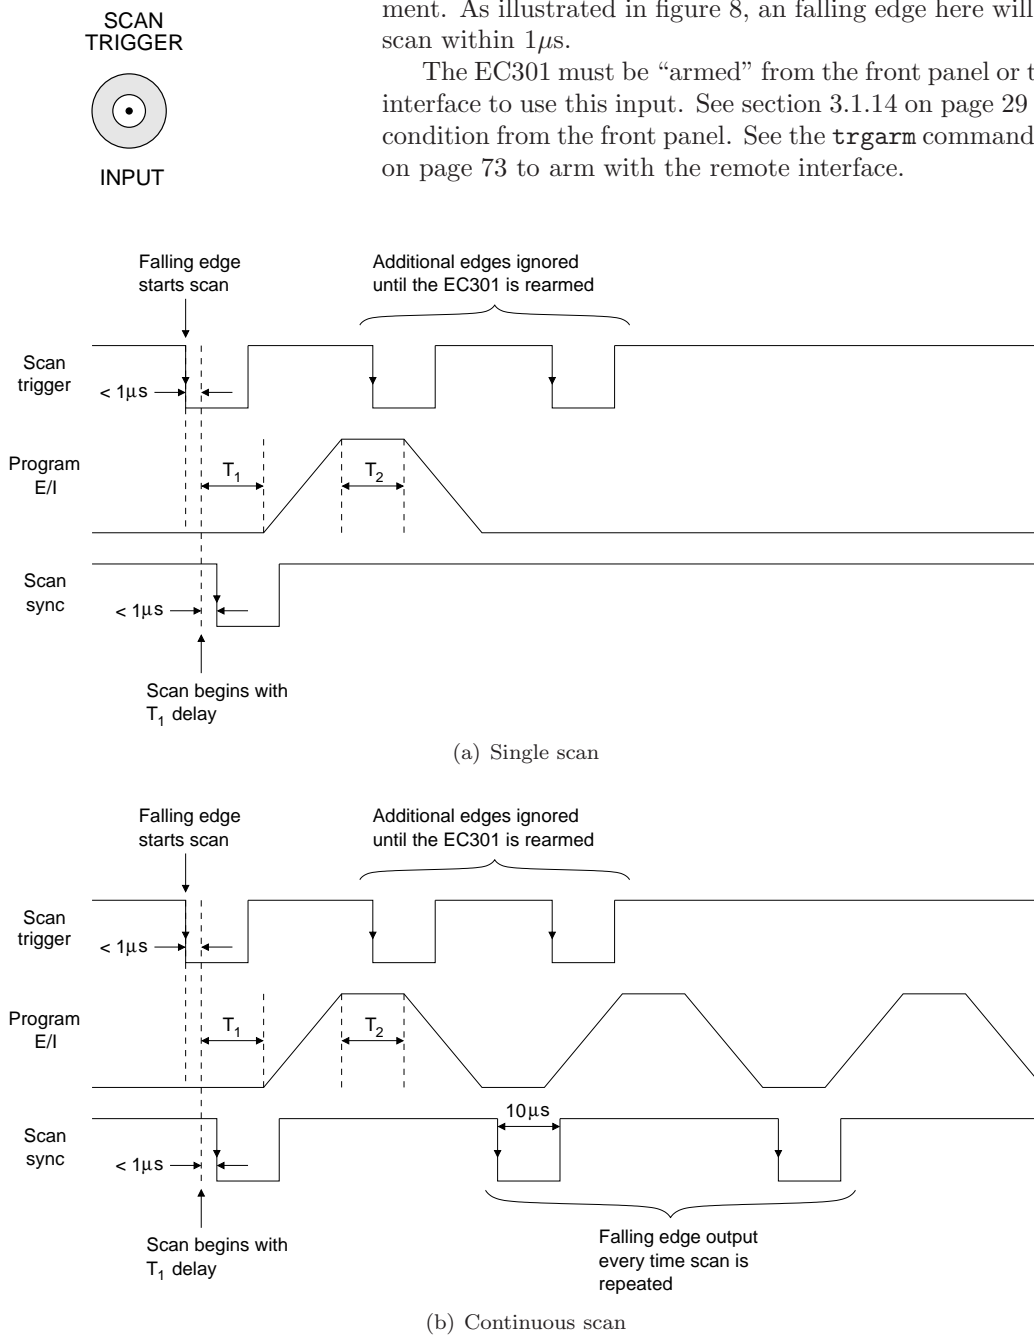 SCAN
TRIGGER
INPUT
ment. As illustrated in figure 8, an falling edge here will
scan within 1μs.
The EC301 must be “armed” from the front panel or t
interface to use this input. See section 3.1.14 on page 29
condition from the front panel. See the trgarm command
on page 73 to arm with the remote interface.
Falling edge
starts scan
Additional edges ignored
until the EC301 is rearmed
Scan
trigger
< 1μs
Program
E/I
T1
T2
Scan
sync
< 1μs
Scan begins with
T1 delay
(a) Single scan
Falling edge
starts scan
Additional edges ignored
until the EC301 is rearmed
Scan
trigger
< 1μs
Program
E/I
T1
T2
Scan
sync
10μs
< 1μs
Scan begins with
T1 delay
Falling edge output
every time scan is
repeated
(b) Continuous scan